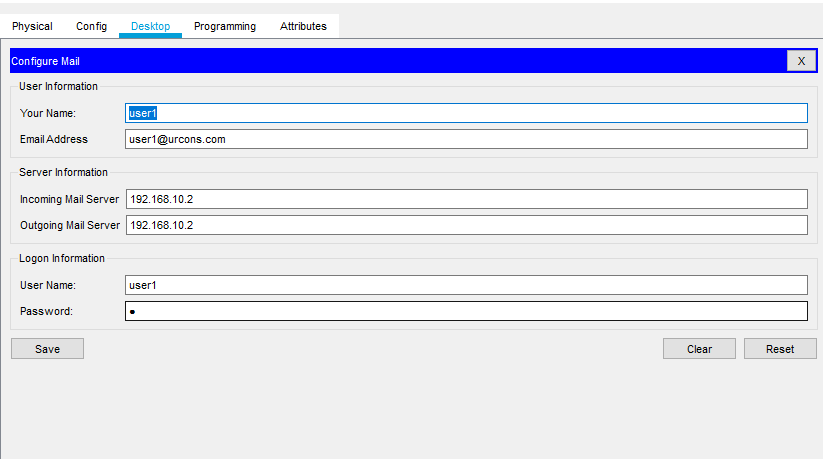 Physical Config Desktop Programming Attributes
Configure Mail X
User Information
Your Name: user1
Email Address user1@urcons.com
Server Information
Incoming Mail Server 192.168.10.2
Outgoing Mail Server 192.168.10.2
Logon Information
User Name: user1
Password: ●
Save Clear Reset